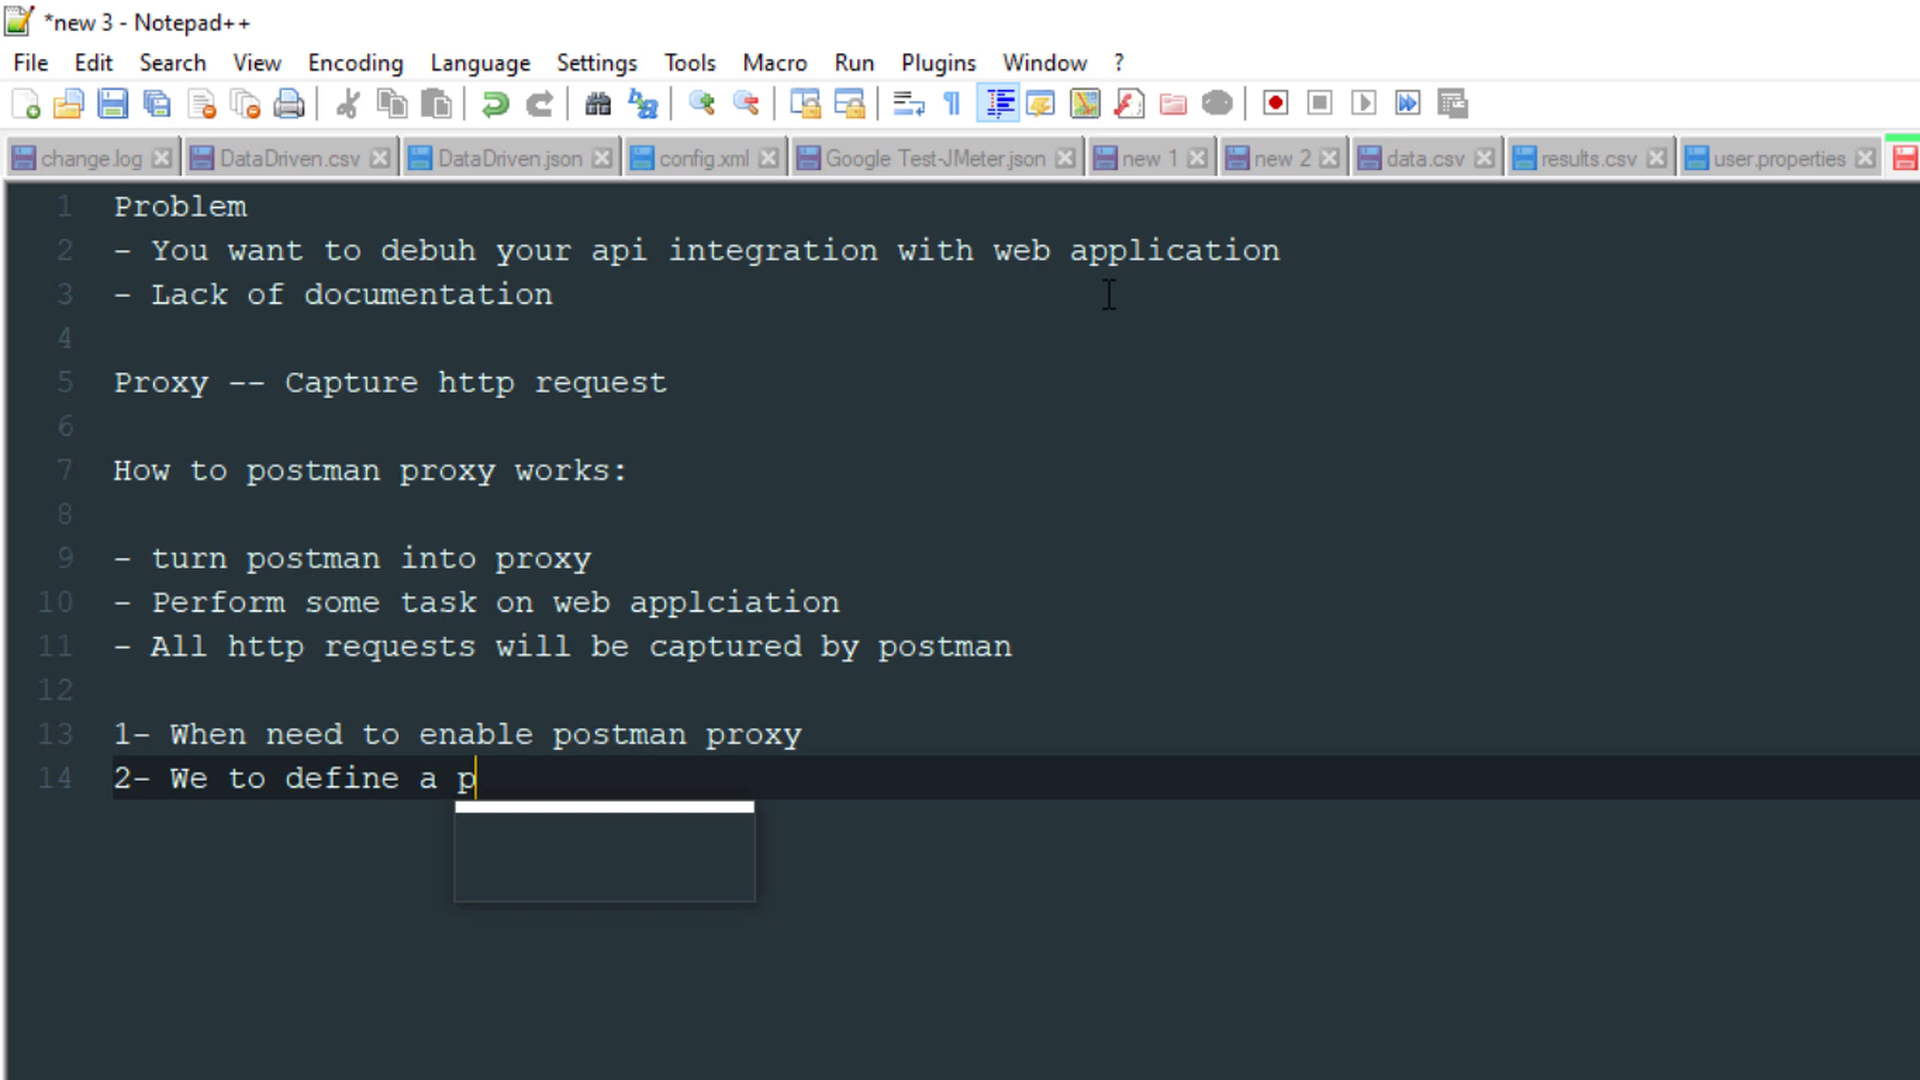 *new 3 - Notepad++
File Edit Search View Encoding Language Settings Tools Macro Run Plugins Window ?
change.log DataDriven.csv DataDriven.json config.xml Google Test-JMeter.json new 1 new 2 data.csv results.csv user.properties
1 Problem
2 - You want to debuh your api integration with web application
3 - Lack of documentation
4
5 Proxy -- Capture http request
6
7 How to postman proxy works:
8
9 - turn postman into proxy
10 - Perform some task on web applciation
11 - All http requests will be captured by postman
12
13 1- When need to enable postman proxy
14 2- We to define a p